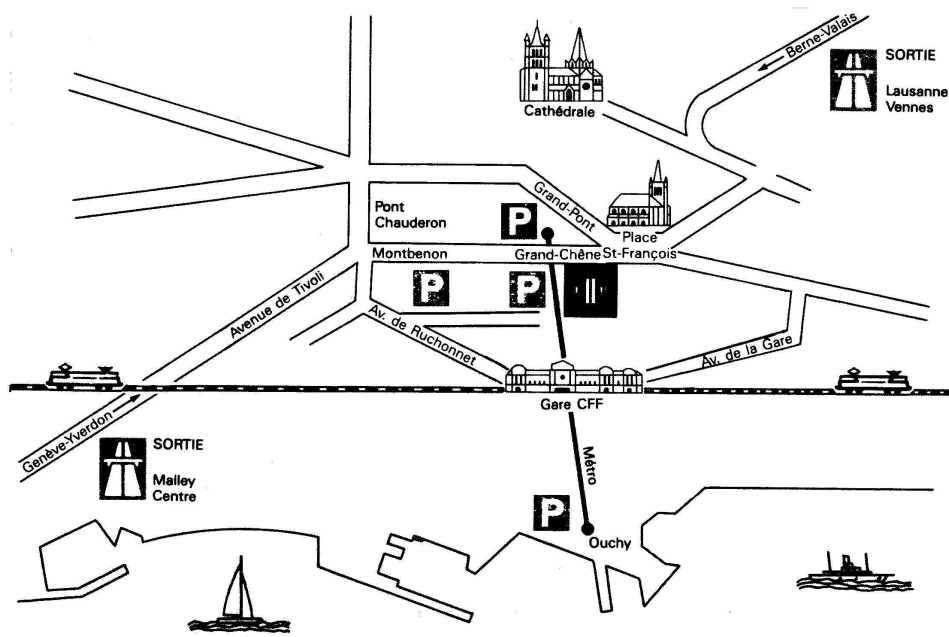 Berne-Valais
SORTIE
Lausanne
Vennes
Cathédrale
Grand-Pont
Pont
Chauderon
P
Place
St-François
Montbenon
Grand-Chêne
P
P
Avenue de Tivoli
Av. de Ruchonnet
Av. de la Gare
Gare CFF
Genève-Yverdon
SORTIE
Malley
Centre
Métro
P
Ouchy